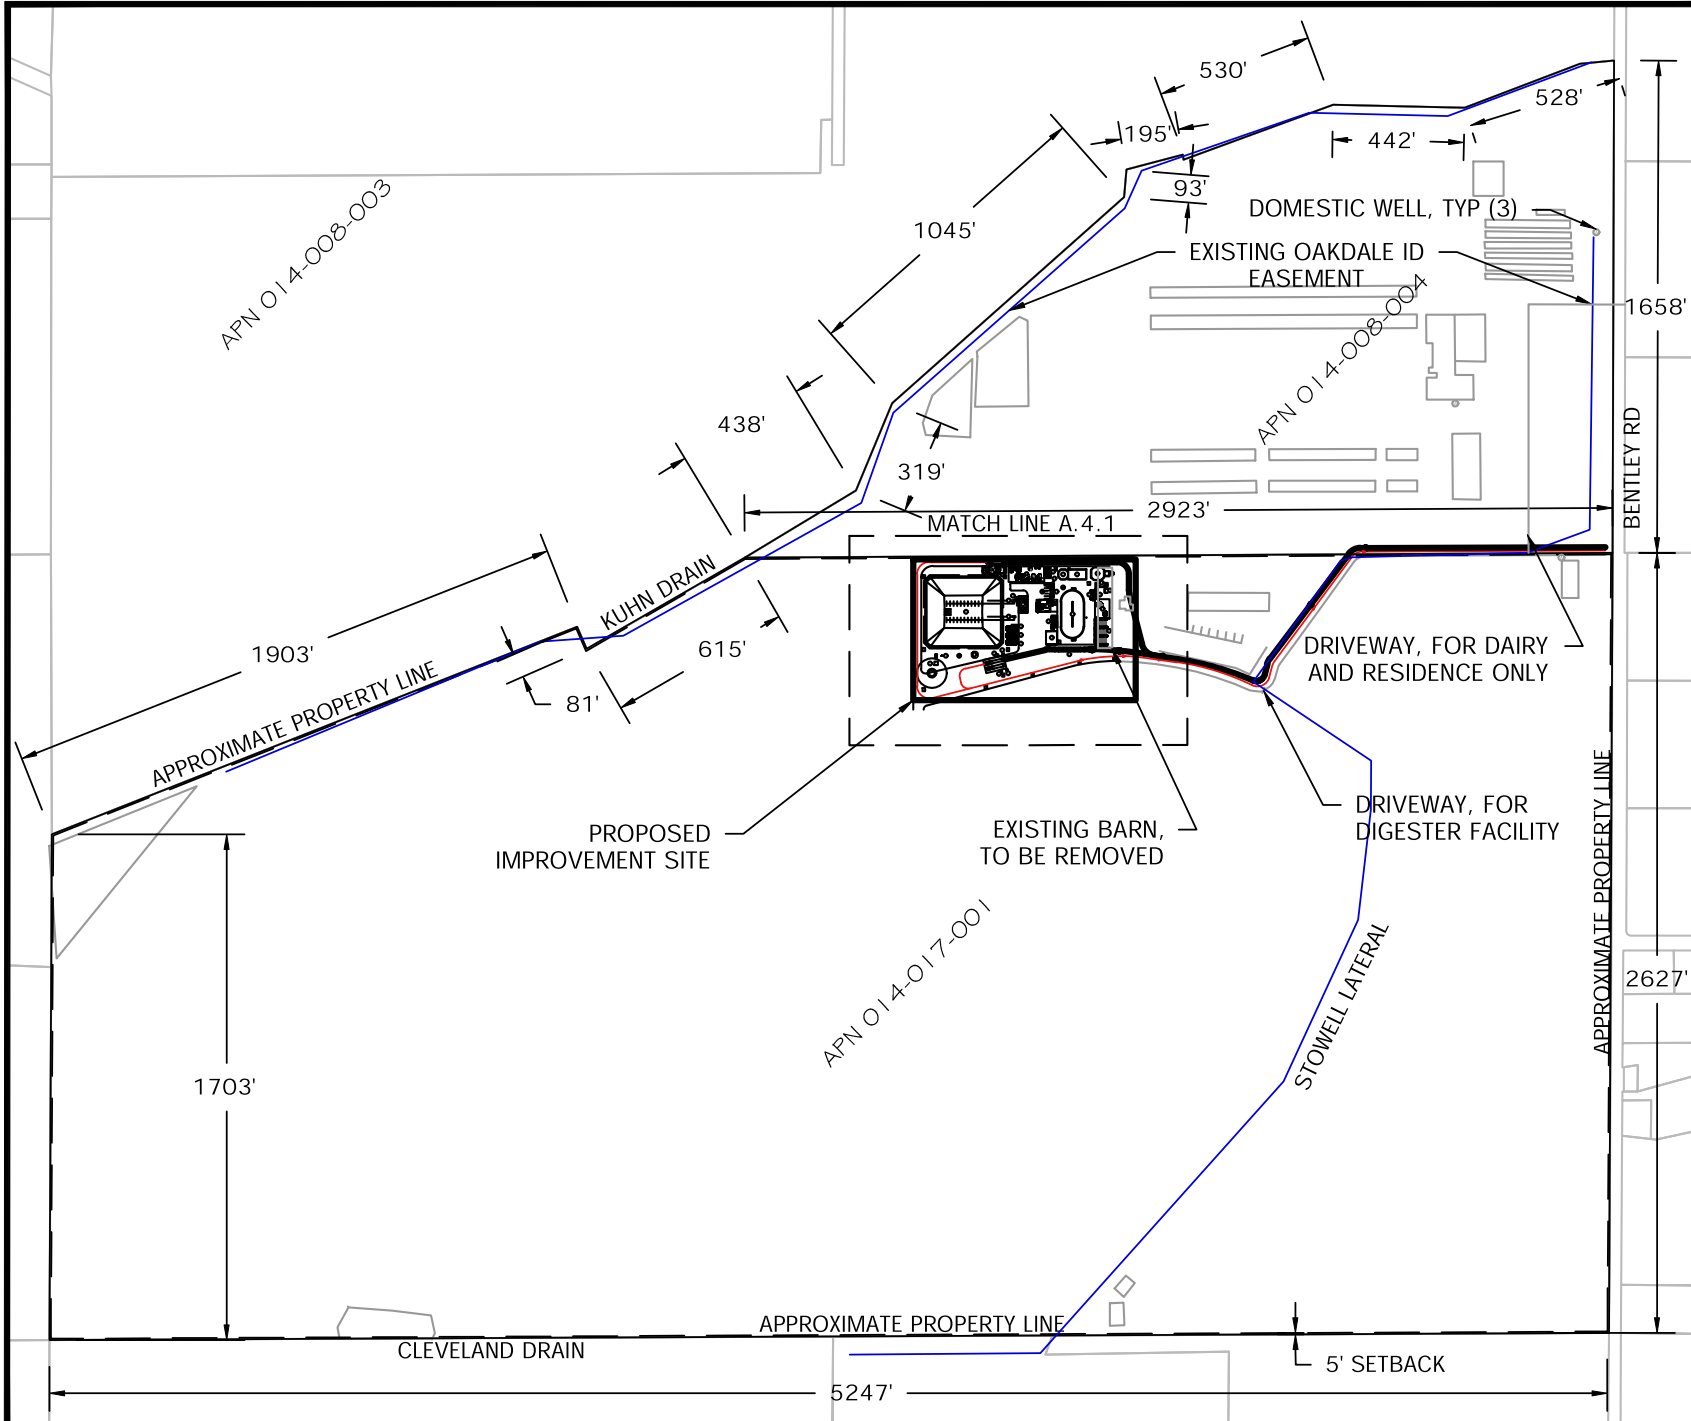 530'
528'
195'
442'
93'
DOMESTIC WELL, TYP (3)
APN 014-008-003
1045'
EXISTING OAKDALE ID
EASEMENT
1658'
APN 014-008-004
438'
319'
BENTLEY RD
2923'
MATCH LINE A.4.1
KUHN DRAIN
1903'
615'
DRIVEWAY, FOR DAIRY
AND RESIDENCE ONLY
81'
APPROXIMATE PROPERTY LINE
PROPOSED
IMPROVEMENT SITE
EXISTING BARN,
TO BE REMOVED
DRIVEWAY, FOR
DIGESTER FACILITY
APPROXIMATE PROPERTY LINE
APN 014-017-001
STOWELL LATERAL
2627'
1703'
APPROXIMATE PROPERTY LINE
CLEVELAND DRAIN
5' SETBACK
5247'